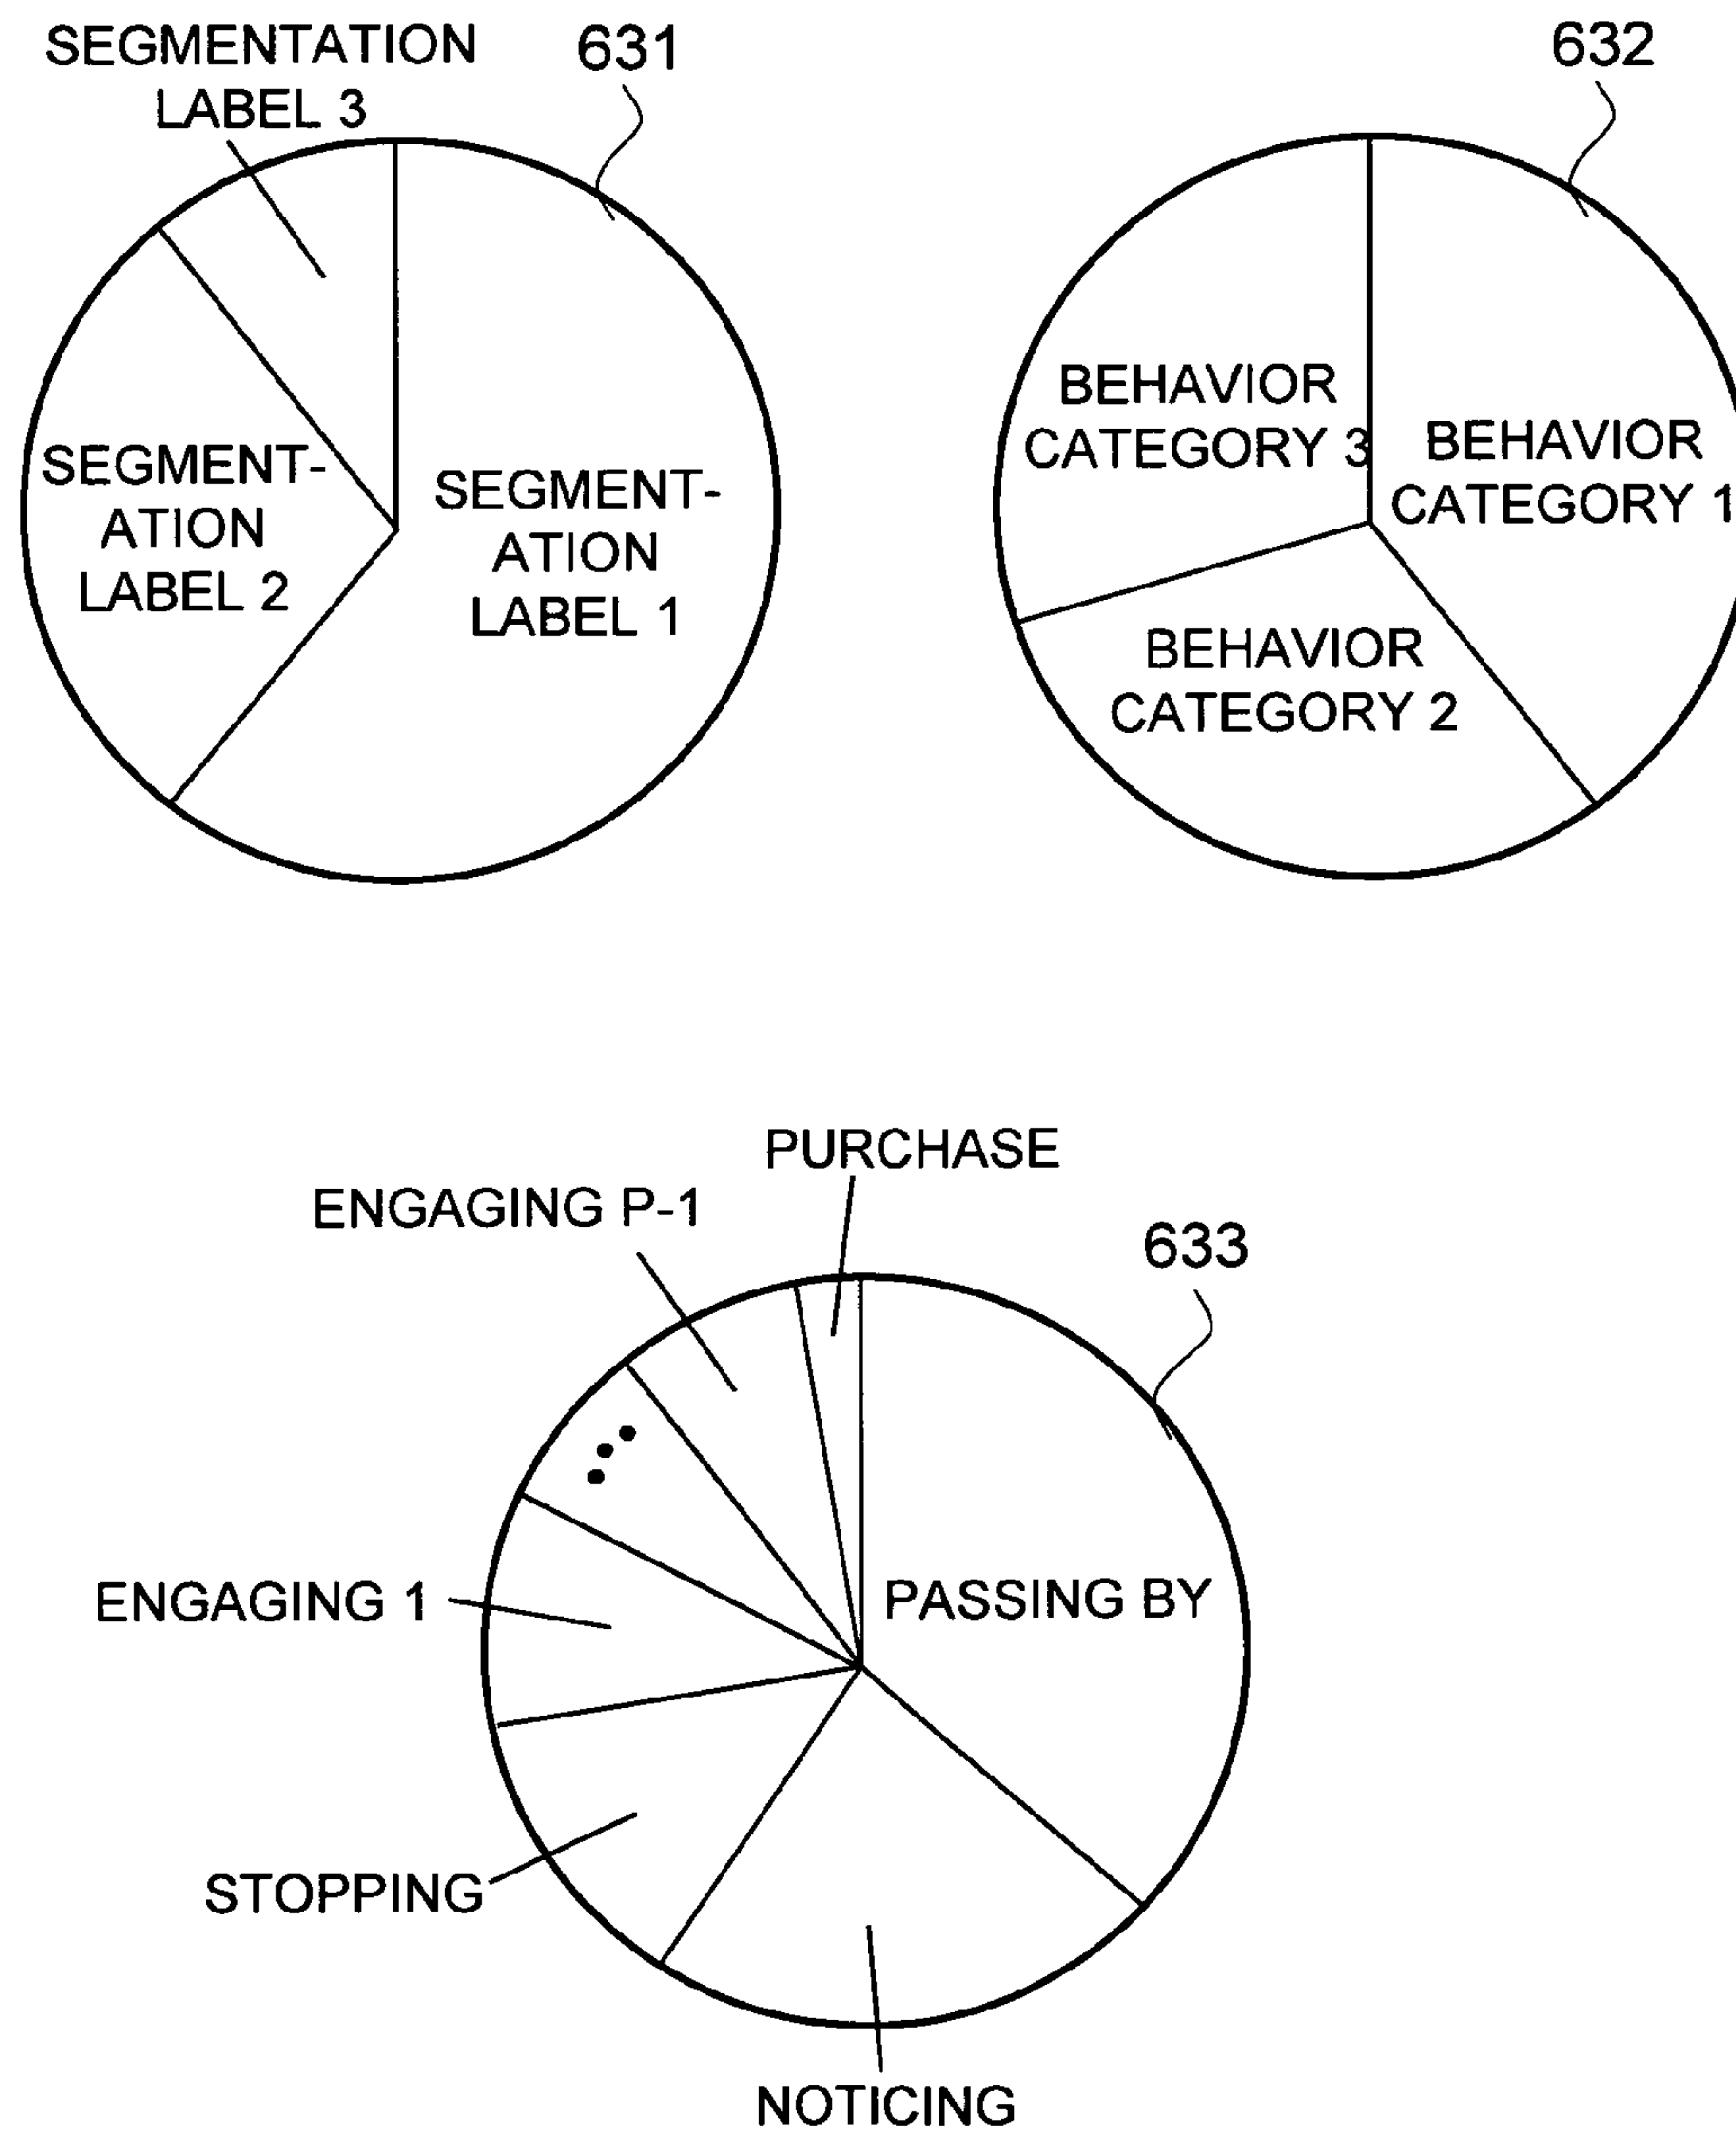 SEGMENTATION
LABEL 3
631
SEGMENT-
ATION
LABEL 2
SEGMENT-
ATION
LABEL 1
632
BEHAVIOR
CATEGORY 3
BEHAVIOR
CATEGORY 1
BEHAVIOR
CATEGORY 2
PURCHASE
ENGAGING P-1
633
ENGAGING 1
PASSING BY
STOPPING
NOTICING